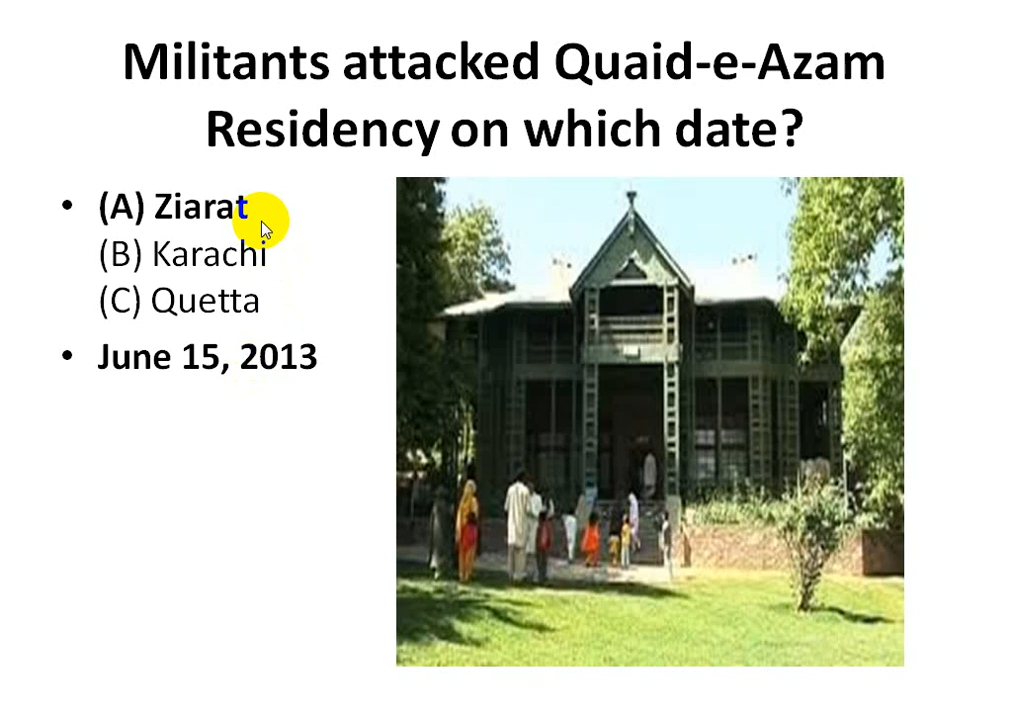 Militants attacked Quaid-e-Azam
Residency on which date?
• (A) Ziarat
(B) Karachi
(C) Quetta
• June 15, 2013